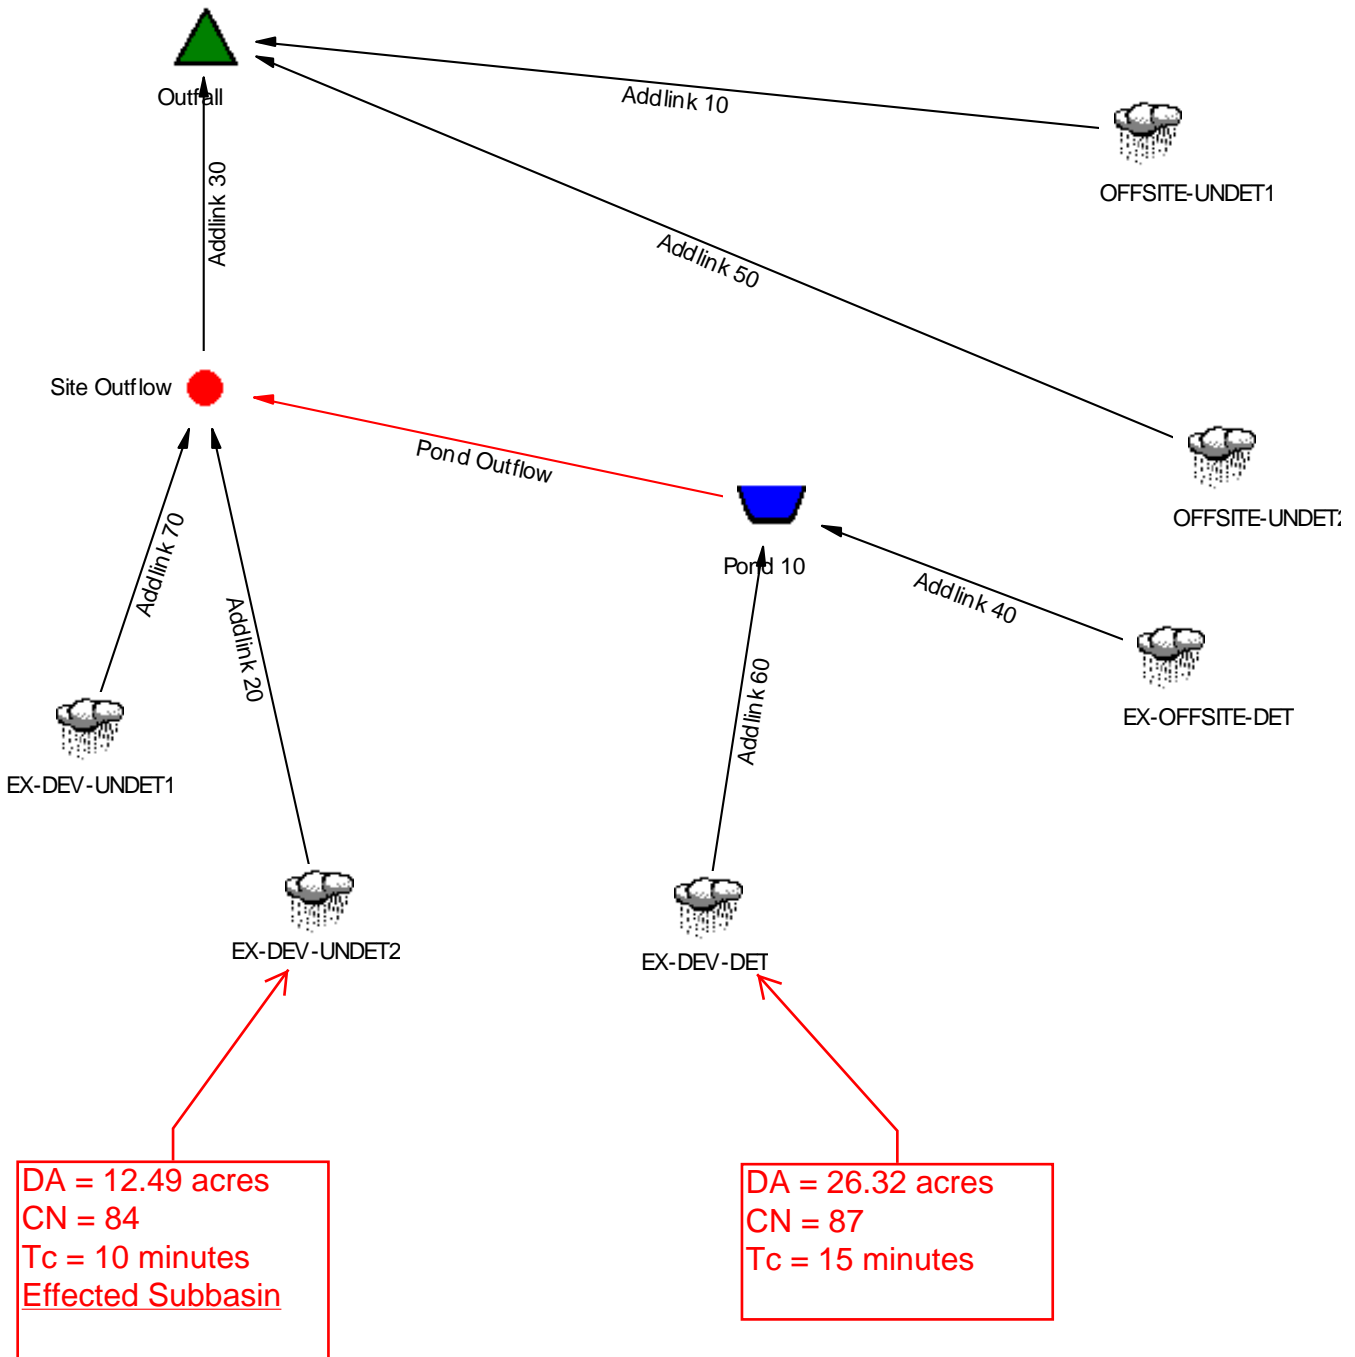 Outfall
Addlink 10
OFFSITE-UNDET1
Addlink 30
Addlink 50
Site Outflow
Pond Outflow
OFFSITE-UNDET2
Addlink 70
Pond 10
Addlink 40
Addlink 20
Addlink 60
EX-OFFSITE-DET
EX-DEV-UNDET1
EX-DEV-UNDET2
EX-DEV-DET
DA = 12.49 acres
CN = 84
Tc = 10 minutes
Effected Subbasin
DA = 26.32 acres
CN = 87
Tc = 15 minutes